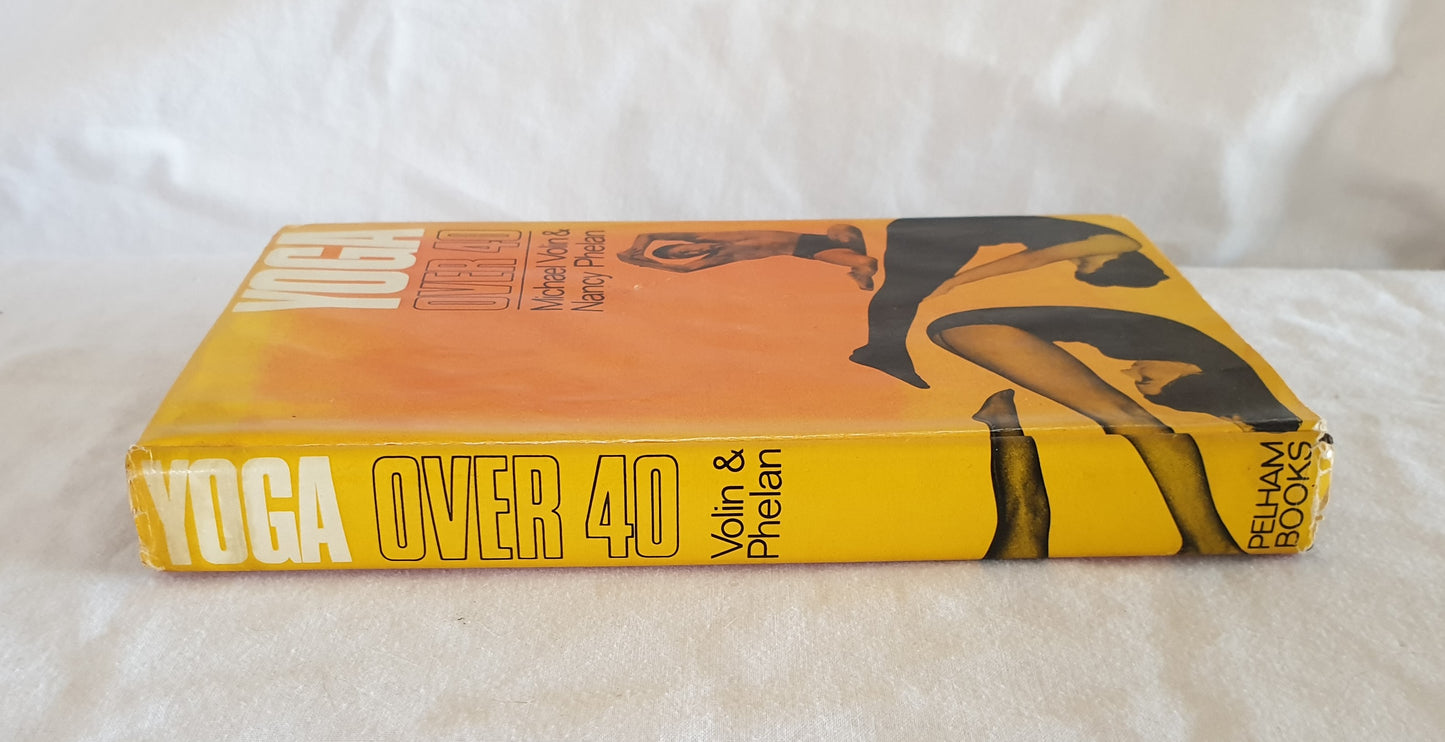 YOGA
OVER 40
Michael Volin &
Nancy Phelan
YOGA OVER 40
Volin &
Phelan
PELHAM
BOOKS